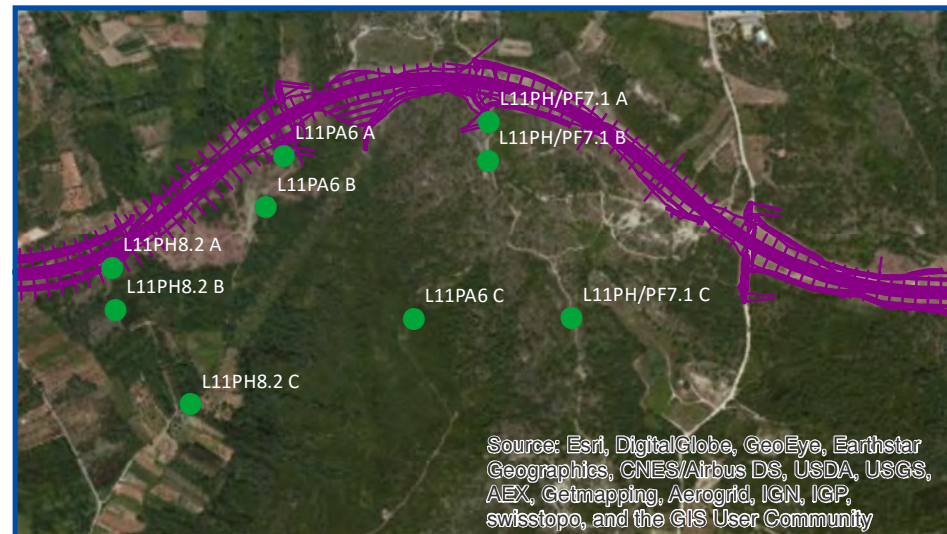 L11PH/PF7.1 A
L11PH/PF7.1 B
L11PA6 A
L11PA6 B
L11PH8.2 A
L11PH8.2 B
L11PA6 C
L11PH/PF7.1 C
L11PH8.2 C
Source: Esri, DigitalGlobe, GeoEye, Earthstar
Geographics, CNES/Airbus DS, USDA, USGS,
AEX, Getmapping, Aerogrid, IGN, IGP,
swisstopo, and the GIS User Community